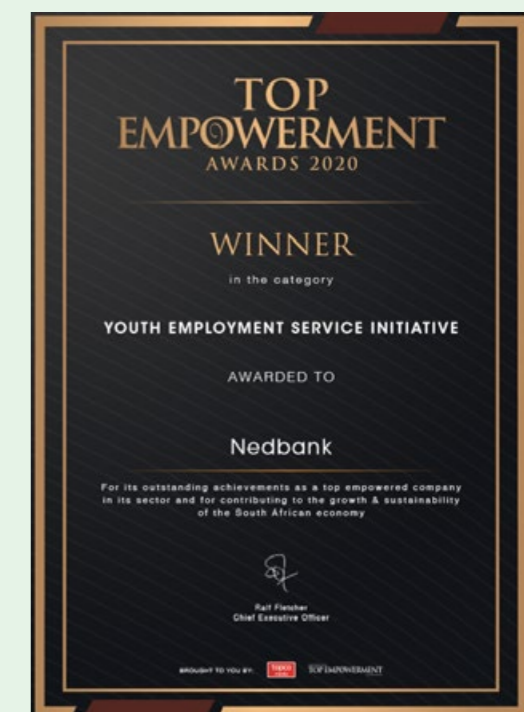 TOP
EMPOWERMENT
AWARDS 2020
WINNER
in the category
YOUTH EMPLOYMENT SERVICE INITIATIVE
AWARDED TO
Nedbank
For its outstanding achievements as a top empowered company
in its sector and for contributing to the growth & sustainability
of the South African economy
Ralf Fletcher
Chief Executive Officer
BROUGHT TO YOU BY: topco TOP EMPOWERMENT